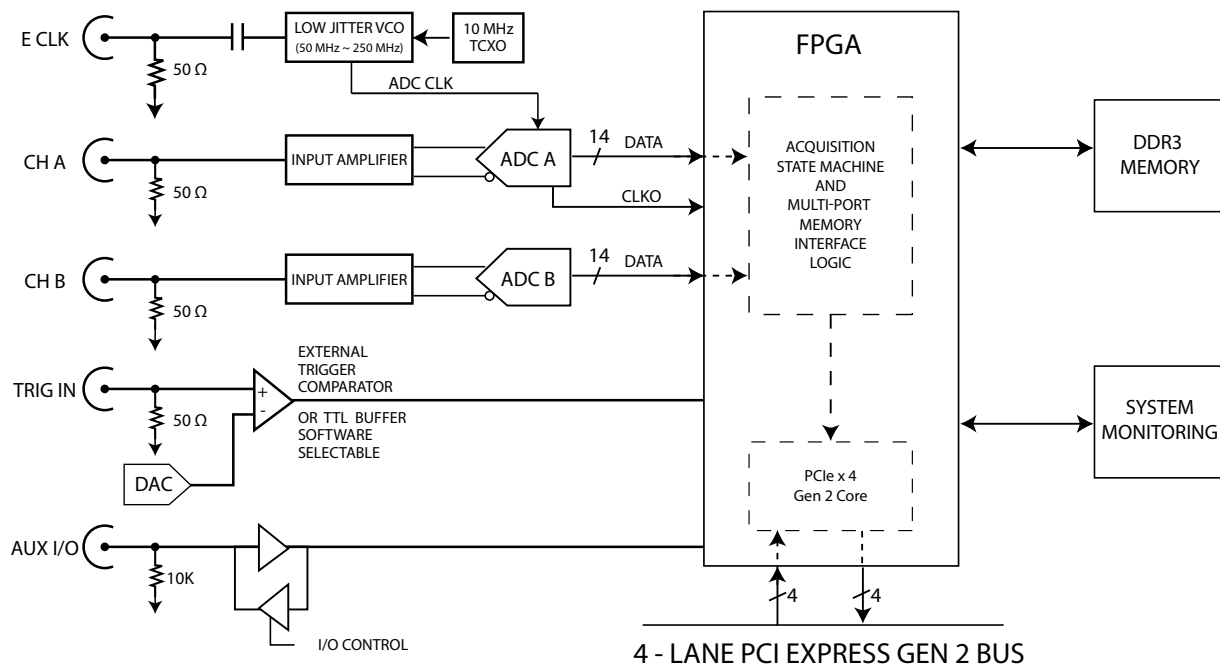 E CLK
50 Ω
LOW JITTER VCO
(50 MHz ~ 250 MHz)
10 MHz
TCXO
ADC CLK
FPGA
CH A
50 Ω
INPUT AMPLIFIER
ADC A
14
DATA
CLKO
ACQUISITION
STATE MACHINE
AND
MULTI-PORT
MEMORY
INTERFACE
LOGIC
DDR3
MEMORY
CH B
50 Ω
INPUT AMPLIFIER
ADC B
14
DATA
TRIG IN
50 Ω
+
-
DAC
EXTERNAL
TRIGGER
COMPARATOR
OR TTL BUFFER
SOFTWARE
SELECTABLE
SYSTEM
MONITORING
PCIe x 4
Gen 2 Core
AUX I/O
10K
I/O CONTROL
4
4
4 - LANE PCI EXPRESS GEN 2 BUS